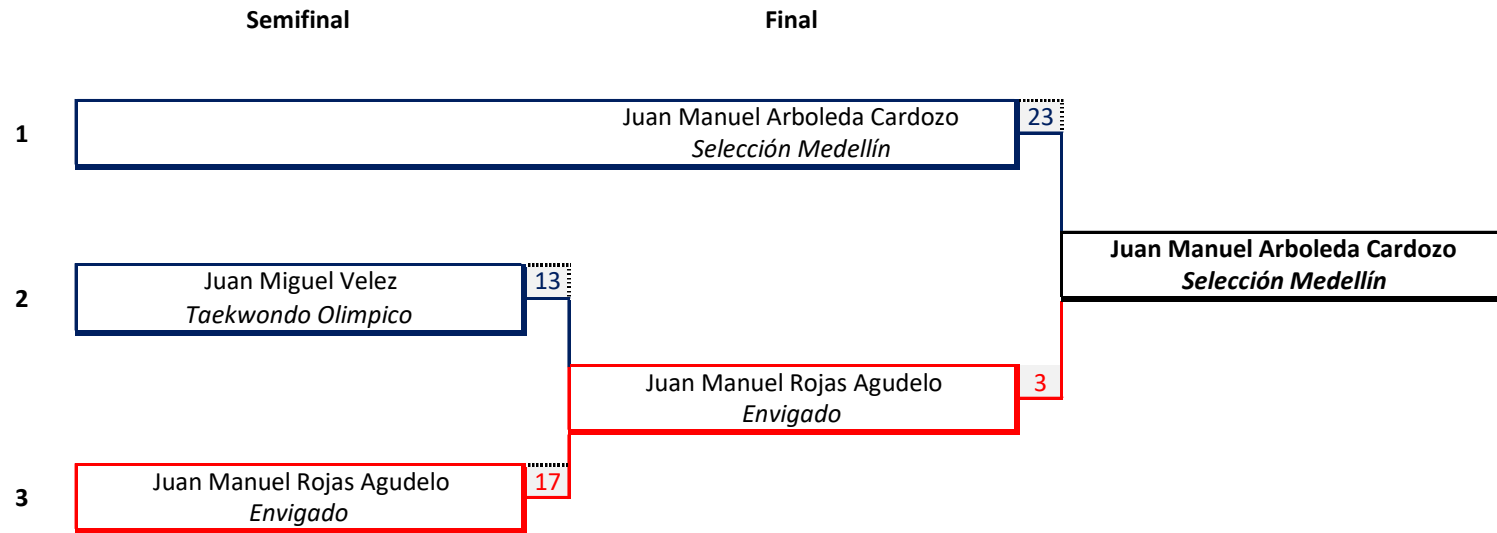 Semifinal
Final
1
Juan Manuel Arboleda Cardozo
23
Selección Medellín
Juan Manuel Arboleda Cardozo
Selección Medellín
2
Juan Miguel Velez
13
Taekwondo Olimpico
Juan Manuel Rojas Agudelo
3
Envigado
3
Juan Manuel Rojas Agudelo
17
Envigado